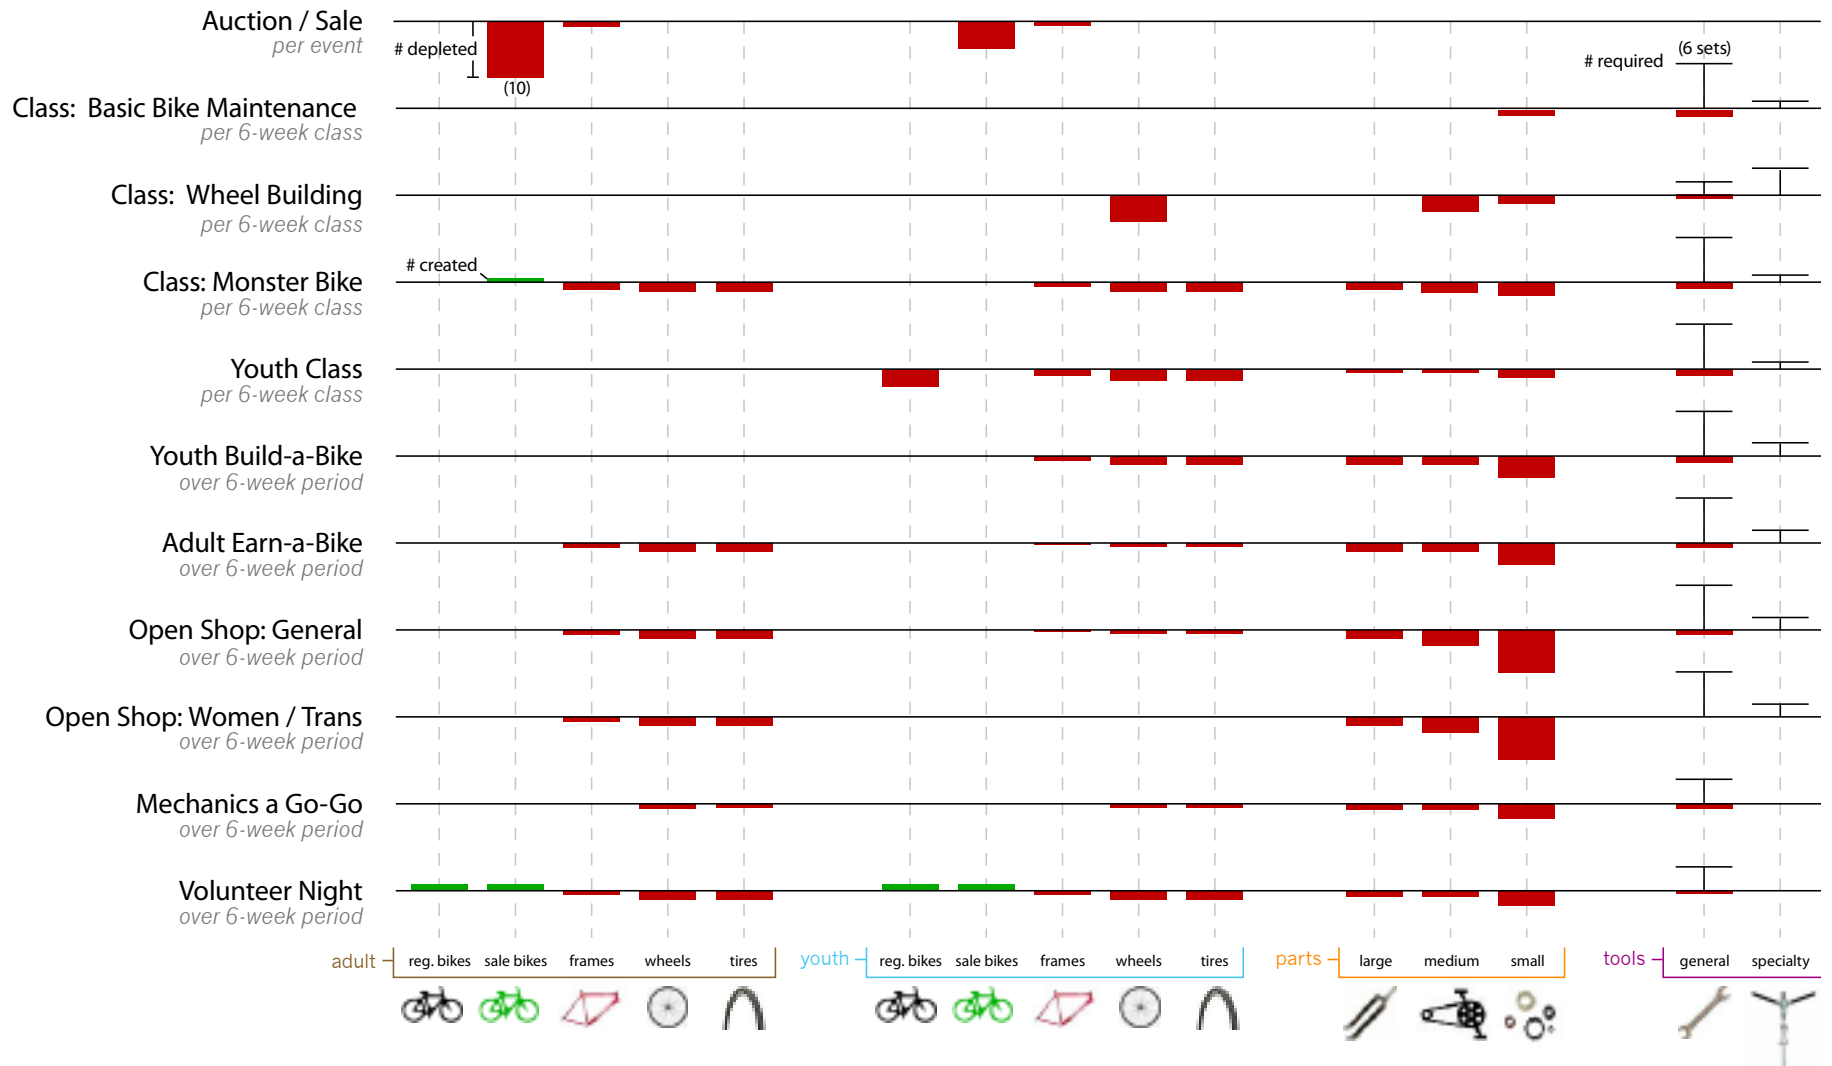 Auction / Sale
per event
# depleted
(10)
(6 sets)
# required
Class:  Basic Bike Maintenance
per 6-week class
Class:  Wheel Building
per 6-week class
# created
Class: Monster Bike
per 6-week class
Youth Class
per 6-week class
Youth Build-a-Bike
over 6-week period
Adult Earn-a-Bike
over 6-week period
Open Shop: General
over 6-week period
Open Shop: Women / Trans
over 6-week period
Mechanics a Go-Go
over 6-week period
Volunteer Night
over 6-week period
adult reg. bikes sale bikes frames wheels tires youth reg. bikes sale bikes frames wheels tires parts large medium small tools general specialty